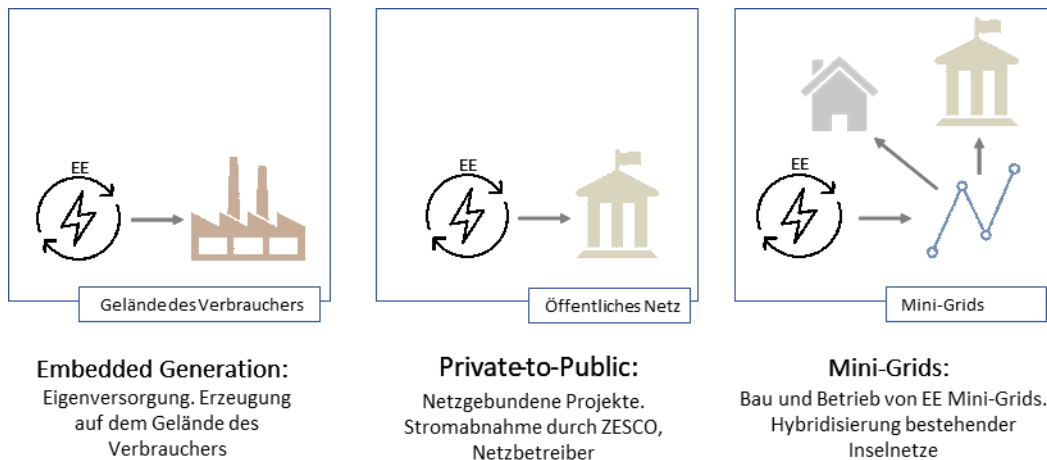 EE
Gelände des Verbrauchers
Embedded Generation:
Eigenversorgung. Erzeugung
auf dem Gelände des
Verbrauchers
EE
Öffentliches Netz
Private-to-Public:
Netzgebundene Projekte.
Stromabnahme durch ZESCO,
Netzbetreiber
EE
Mini-Grids
Mini-Grids:
Bau und Betrieb von EE Mini-Grids.
Hybridisierung bestehender
Inselnetze